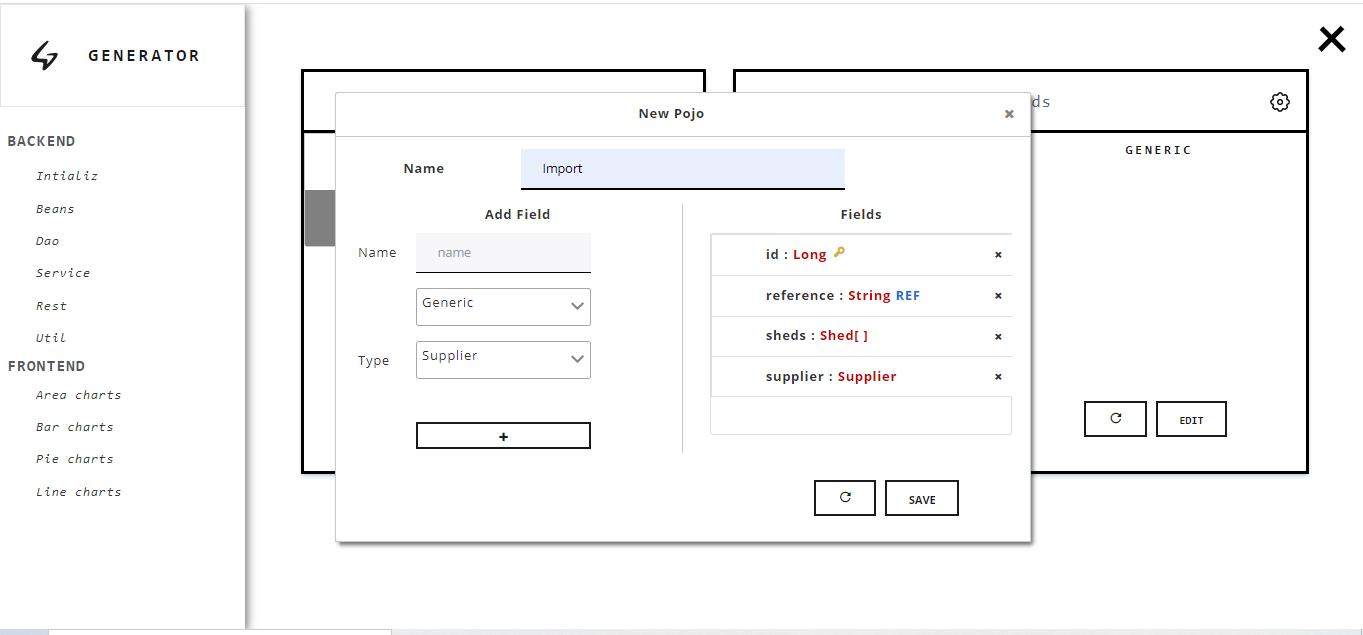 GENERATOR
BACKEND
Intializ
Beans
Dao
Service
Rest
Util
FRONTEND
Area charts
Bar charts
Pie charts
Line charts
New Pojo
Name
Import
Add Field
Name
name
Generic
Type
Supplier
+
Fields
id : Long
reference : String REF
sheds : Shed[ ]
supplier : Supplier
SAVE
ds
GENERIC
EDIT